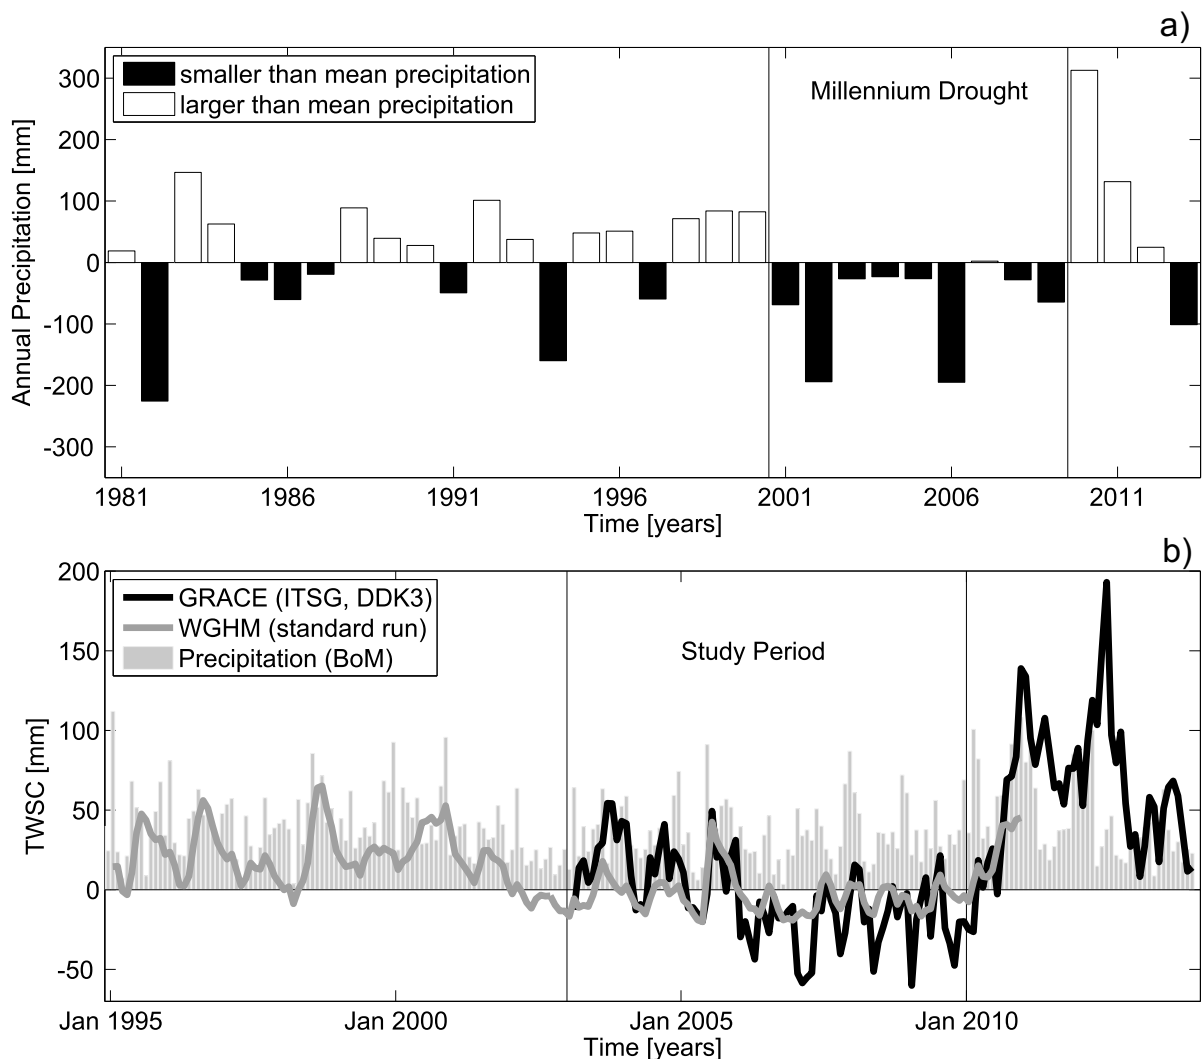 a)
smaller than mean precipitation
larger than mean precipitation
Millennium Drought
Annual Precipitation [mm]
300
200
100
0
-100
-200
-300
1981 1986 1991 1996 2001 2006 2011
Time [years]
b)
GRACE (ITSG, DDK3)
WGHM (standard run)
Precipitation (BoM)
Study Period
TWSC [mm]
200
150
100
50
0
-50
Jan 1995 Jan 2000 Jan 2005 Jan 2010
Time [years]